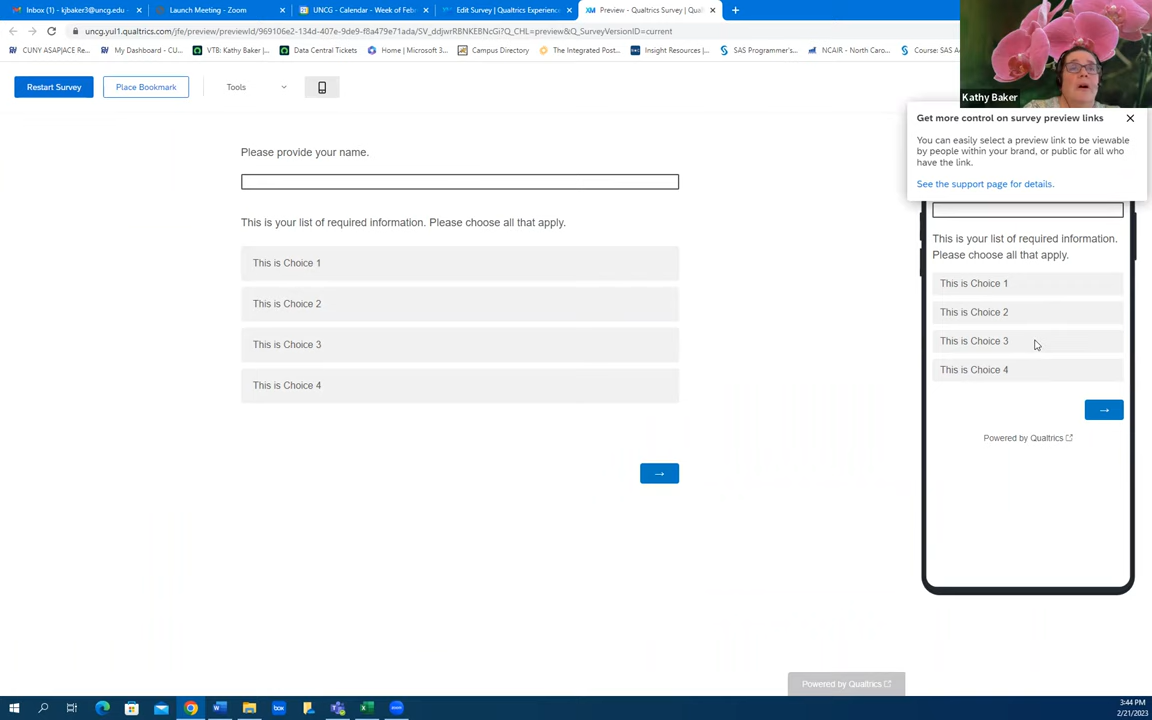 Inbox (1) - kjbaker3@uncg.edu -
Launch Meeting - Zoom
UNCG - Calendar - Week of Feb
Edit Survey | Qualtrics Experienc
XM Preview - Qualtrics Survey | Qua
uncg.yul1.qualtrics.com/jfe/preview/previewId/969106e2-134d-407e-9de9-f8a479e71ada/SV_ddjwrRBNKEBNcGi?Q_CHL=preview&Q_SurveyVersionID=current
CUNY ASAP|ACE Re...
My Dashboard - CU...
VTB: Kathy Baker |...
Data Central Tickets
Home | Microsoft 3...
Campus Directory
The Integrated Post...
Insight Resources |...
SAS Programmer's...
NCAIR - North Caro...
Course: SAS A
Restart Survey
Place Bookmark
Tools
Kathy Baker
Get more control on survey preview links
You can easily select a preview link to be viewable
by people within your brand, or public for all who
have the link.
See the support page for details.
Please provide your name.
This is your list of required information. Please choose all that apply.
This is Choice 1
This is Choice 2
This is Choice 3
This is Choice 4
→
This is your list of required information.
Please choose all that apply.
This is Choice 1
This is Choice 2
This is Choice 3
This is Choice 4
→
Powered by Qualtrics
Powered by Qualtrics
box
3:44 PM
2/21/2023